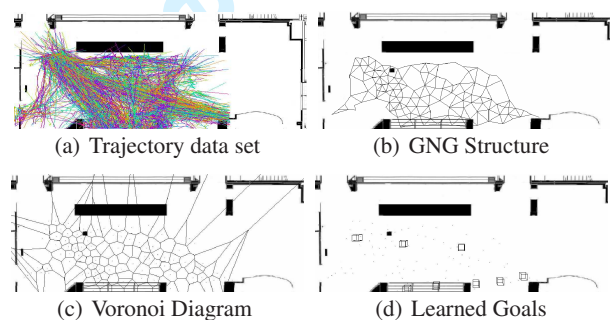 (a) Trajectory data set
(b) GNG Structure
(c) Voronoi Diagram
(d) Learned Goals